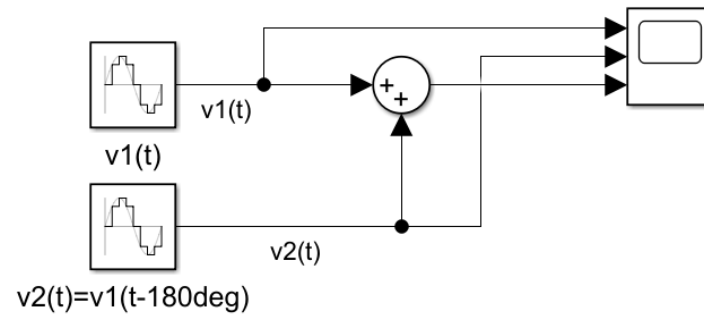 v1(t)
+
+
v1(t)
v2(t)
v2(t)=v1(t-180deg)